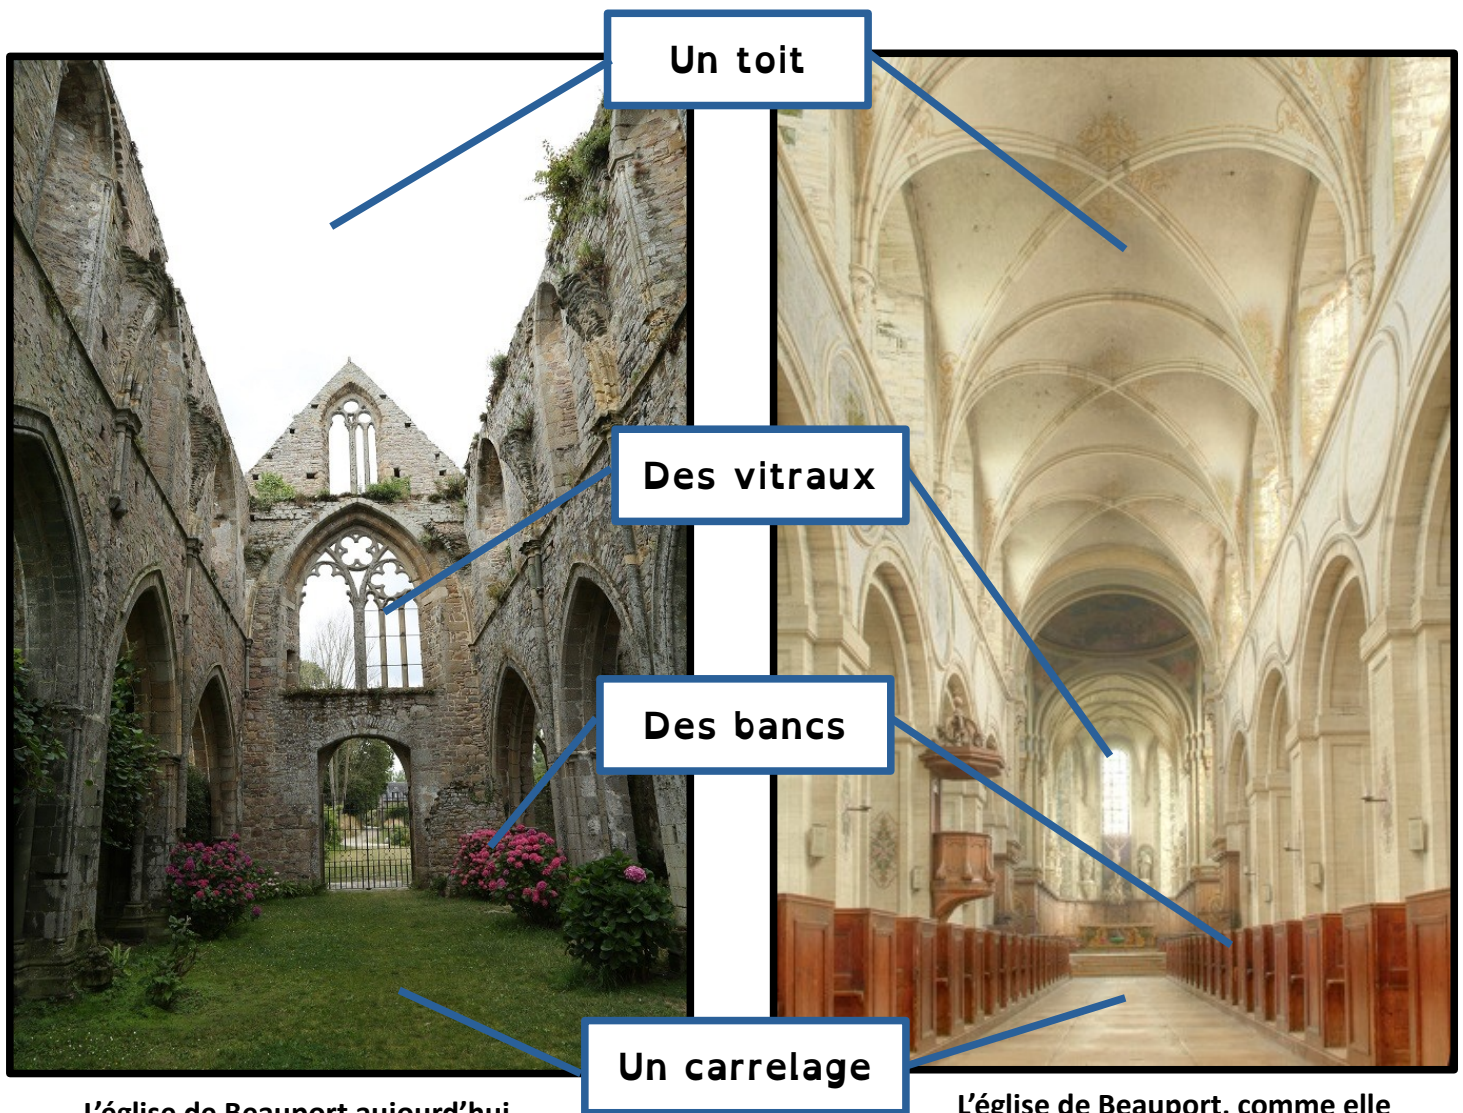 Un toit
Des vitraux
Des bancs
Un carrelage
L'église de Beauport aujourd'hui
L'église de Beauport, comme elle